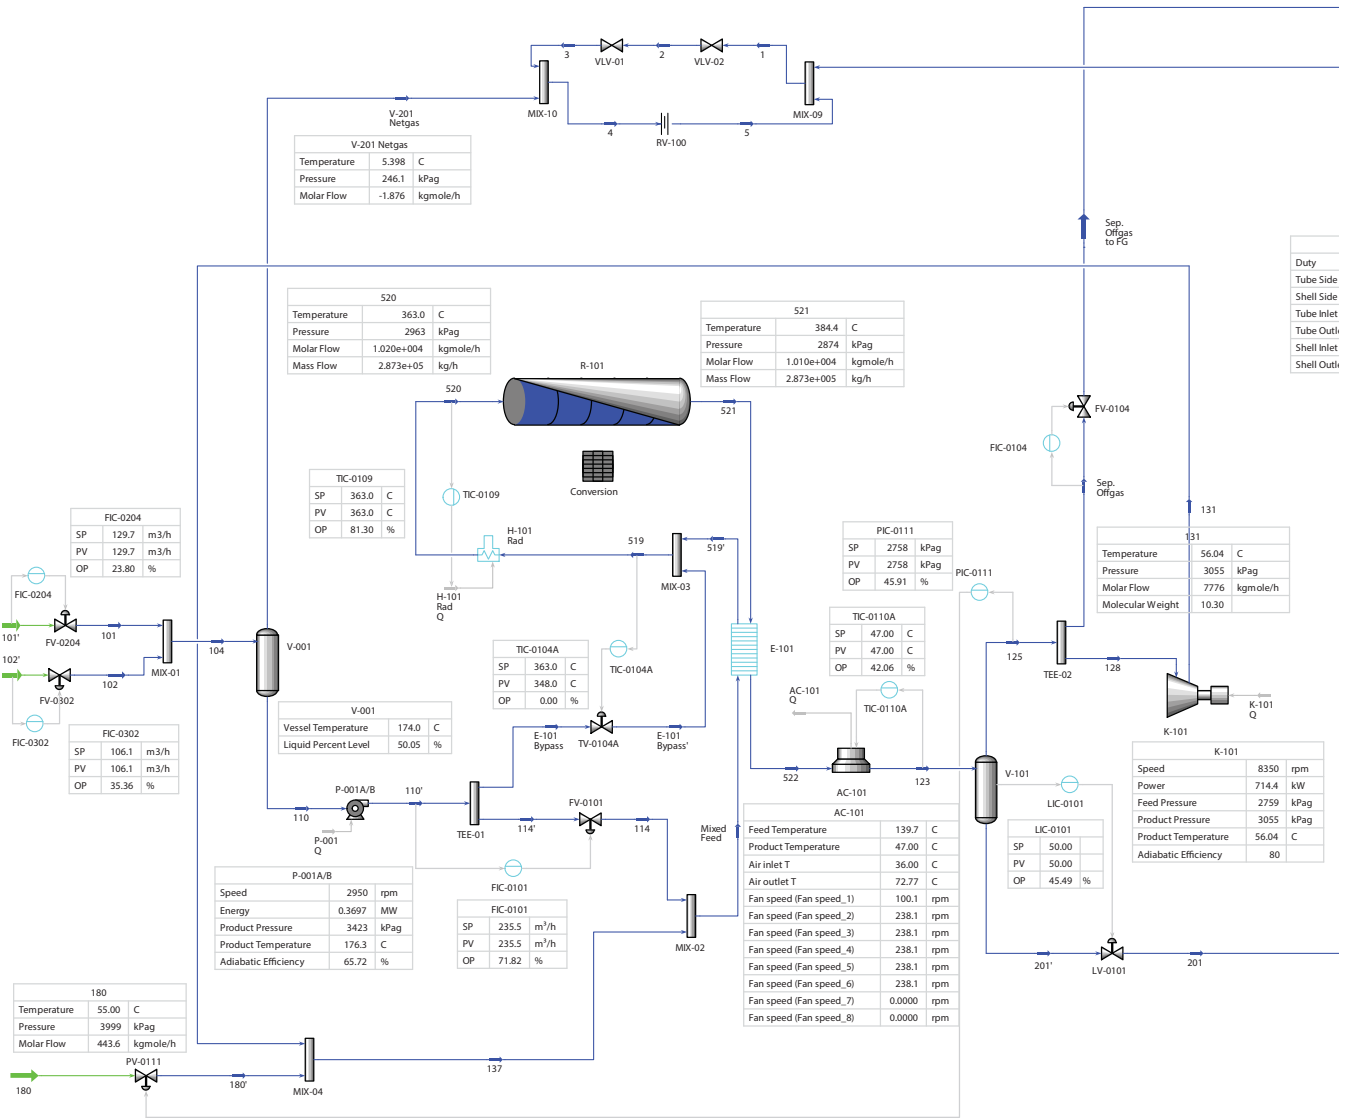 3
VLV-01
2
VLV-02
1
MIX-10
MIX-09
V-201
Netgas
4
RV-100
5
V-201 Netgas
Temperature 5.398 C
Pressure 246.1 kPag
Molar Flow -1.876 kgmole/h
Sep.
Offgas
to FG
Duty
Tube Side
Shell Side
Tube Inlet
Tube Outl
Shell Inlet
Shell Outl
520
Temperature 363.0 C
Pressure 2963 kPag
Molar Flow 1.020e+004 kgmole/h
Mass Flow 2.873e+05 kg/h
521
Temperature 384.4 C
Pressure 2874 kPag
Molar Flow 1.010e+004 kgmole/h
Mass Flow 2.873e+005 kg/h
R-101
520
521
FV-0104
FIC-0104
Conversion
TIC-0109
SP 363.0 C
PV 363.0 C
OP 81.30 %
TIC-0109
Sep.
Offgas
FIC-0204
SP 129.7 m3/h
PV 129.7 m3/h
OP 23.80 %
H-101
Rad
519
519'
MIX-03
PIC-0111
SP 2758 kPag
PV 2758 kPag
OP 45.91 %
131
131
Temperature 56.04 C
Pressure 3055 kPag
Molar Flow 7776 kgmole/h
Molecular Weight 10.30
PIC-0111
H-101
Rad
Q
FIC-0204
101'
FV-0204
101
104
V-001
102'
FV-0302
102
MIX-01
FIC-0302
TIC-0104A
SP 363.0 C
PV 348.0 C
OP 0.00 %
TIC-0104A
E-101
TIC-0110A
SP 47.00 C
PV 47.00 C
OP 42.06 %
125
TEE-02
128
AC-101
Q
TIC-0110A
K-101
Q
K-101
V-001
Vessel Temperature 174.0 C
Liquid Percent Level 50.05 %
FIC-0302
SP 106.1 m3/h
PV 106.1 m3/h
OP 35.36 %
E-101
Bypass
TV-0104A
E-101
Bypass'
522
AC-101
123
V-101
LIC-0101
K-101
Speed 8350 rpm
Power 714.4 kW
Feed Pressure 2759 kPag
Product Pressure 3055 kPag
Product Temperature 56.04 C
Adiabatic Efficiency 80
110
P-001A/B
110'
P-001
Q
TEE-01
114'
FV-0101
114
Mixed
Feed
FIC-0101
LIC-0101
SP 50.00
PV 50.00
OP 45.49 %
AC-101
Feed Temperature 139.7 C
Product Temperature 47.00 C
Air inlet T 36.00 C
Air outlet T 72.77 C
Fan speed (Fan speed_1) 100.1 rpm
Fan speed (Fan speed_2) 238.1 rpm
Fan speed (Fan speed_3) 238.1 rpm
Fan speed (Fan speed_4) 238.1 rpm
Fan speed (Fan speed_5) 238.1 rpm
Fan speed (Fan speed_6) 238.1 rpm
Fan speed (Fan speed_7) 0.0000 rpm
Fan speed (Fan speed_8) 0.0000 rpm
P-001A/B
Speed 2950 rpm
Energy 0.3697 MW
Product Pressure 3423 kPag
Product Temperature 176.3 C
Adiabatic Efficiency 65.72 %
FIC-0101
SP 235.5 m³/h
PV 235.5 m³/h
OP 71.82 %
MIX-02
201'
LV-0101
201
180
Temperature 55.00 C
Pressure 3999 kPag
Molar Flow 443.6 kgmole/h
PV-0111
180
180'
MIX-04
137